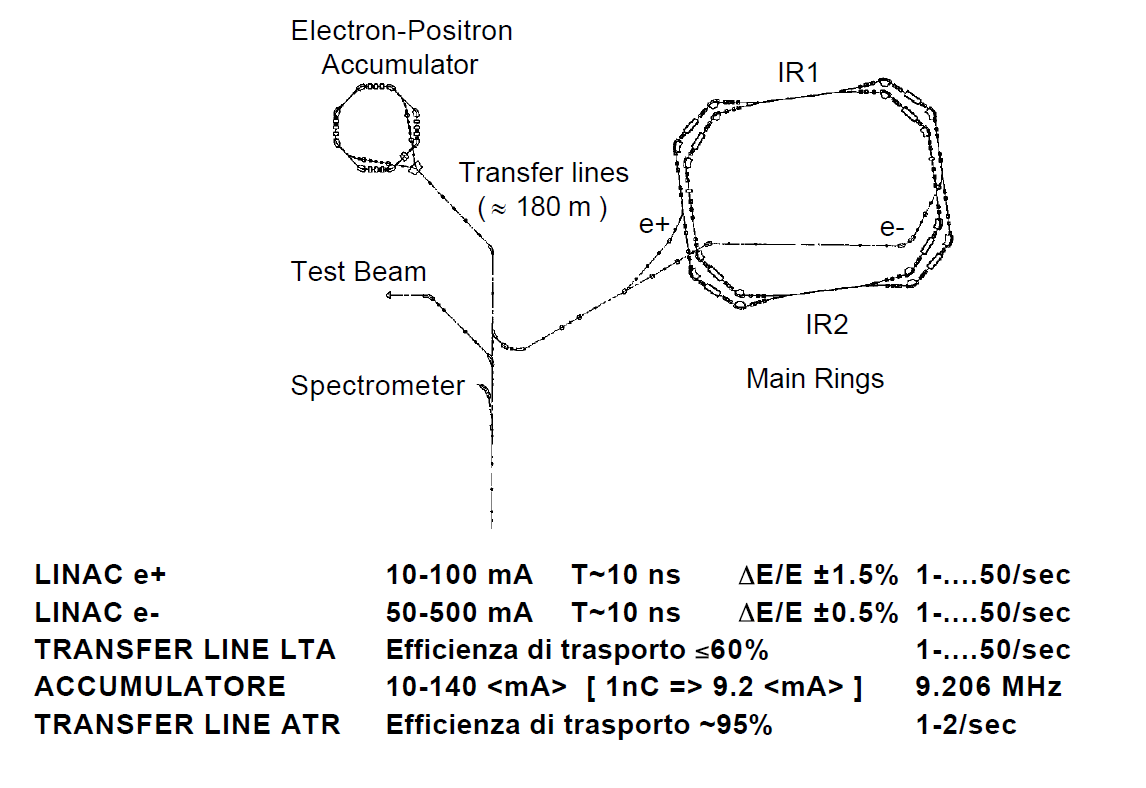 Electron-Positron
Accumulator
IR1
Transfer lines
( ≈ 180 m )
e+
e-
Test Beam
IR2
Spectrometer
Main Rings
LINAC e+ 10-100 mA T~10 ns ΔE/E ±1.5% 1-....50/sec
LINAC e- 50-500 mA T~10 ns ΔE/E ±0.5% 1-....50/sec
TRANSFER LINE LTA Efficienza di trasporto ≤60% 1-....50/sec
ACCUMULATORE 10-140 <mA> [ 1nC => 9.2 <mA> ] 9.206 MHz
TRANSFER LINE ATR Efficienza di trasporto ~95% 1-2/sec